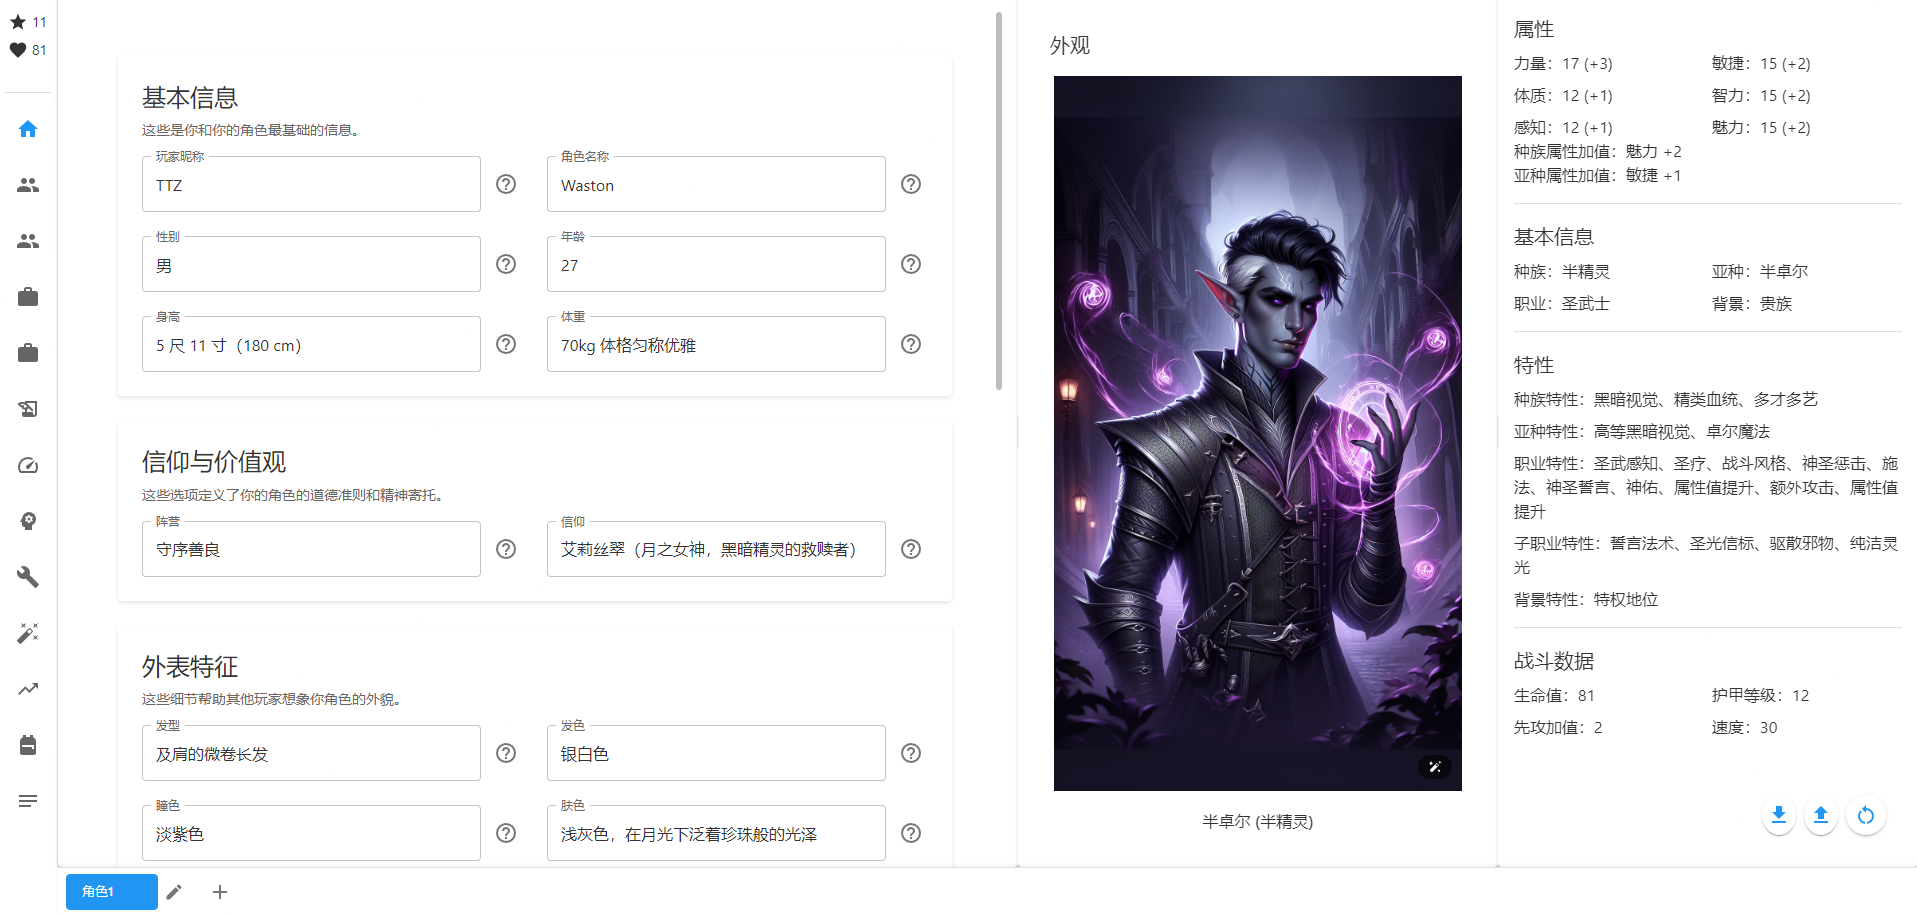 11
81
基本信息
这些是你和你的角色最基础的信息。
玩家昵称
TTZ
角色名称
Waston
性别
男
年龄
27
身高
5 尺 11 寸（180 cm）
体重
70kg 体格匀称优雅
信仰与价值观
这些选项定义了你的角色的道德准则和精神寄托。
阵营
守序善良
信仰
艾莉丝翠（月之女神，黑暗精灵的救赎者）
外表特征
这些细节帮助其他玩家想象你角色的外貌。
发型
及肩的微卷长发
发色
银白色
瞳色
淡紫色
肤色
浅灰色，在月光下泛着珍珠般的光泽
角色1
外观
半卓尔 (半精灵)
属性
力量：17 (+3)
敏捷：15 (+2)
体质：12 (+1)
智力：15 (+2)
感知：12 (+1)
魅力：15 (+2)
种族属性加值：魅力 +2
亚种属性加值：敏捷 +1
基本信息
种族：半精灵
亚种：半卓尔
职业：圣武士
背景：贵族
特性
种族特性：黑暗视觉、精类血统、多才多艺
亚种特性：高等黑暗视觉、卓尔魔法
职业特性：圣武感知、圣疗、战斗风格、神圣惩击、施
法、神圣誓言、神佑、属性值提升、额外攻击、属性值
提升
子职业特性：誓言法术、圣光信标、驱散邪物、纯洁灵
光
背景特性：特权地位
战斗数据
生命值：81
护甲等级：12
先攻加值：2
速度：30